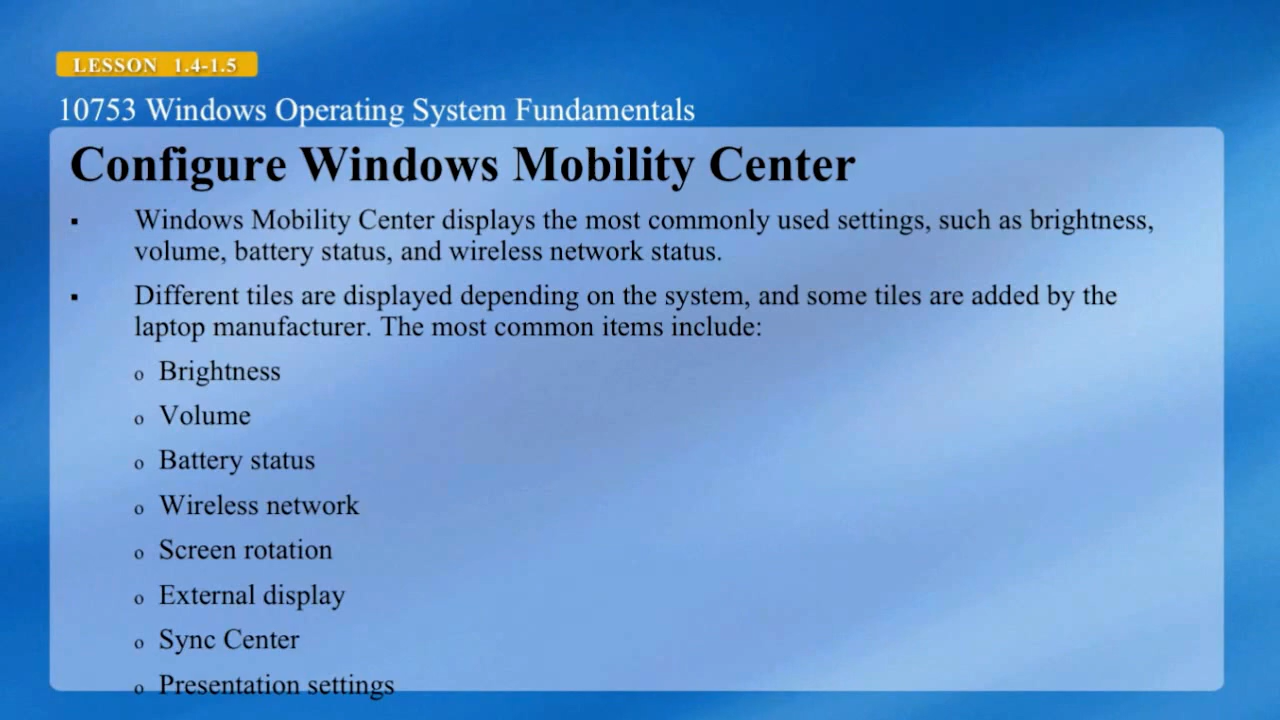 LESSON 1.4-1.5
10753 Windows Operating System Fundamentals
Configure Windows Mobility Center
▪ Windows Mobility Center displays the most commonly used settings, such as brightness,
volume, battery status, and wireless network status.
▪ Different tiles are displayed depending on the system, and some tiles are added by the
laptop manufacturer. The most common items include:
o Brightness
o Volume
o Battery status
o Wireless network
o Screen rotation
o External display
o Sync Center
o Presentation settings